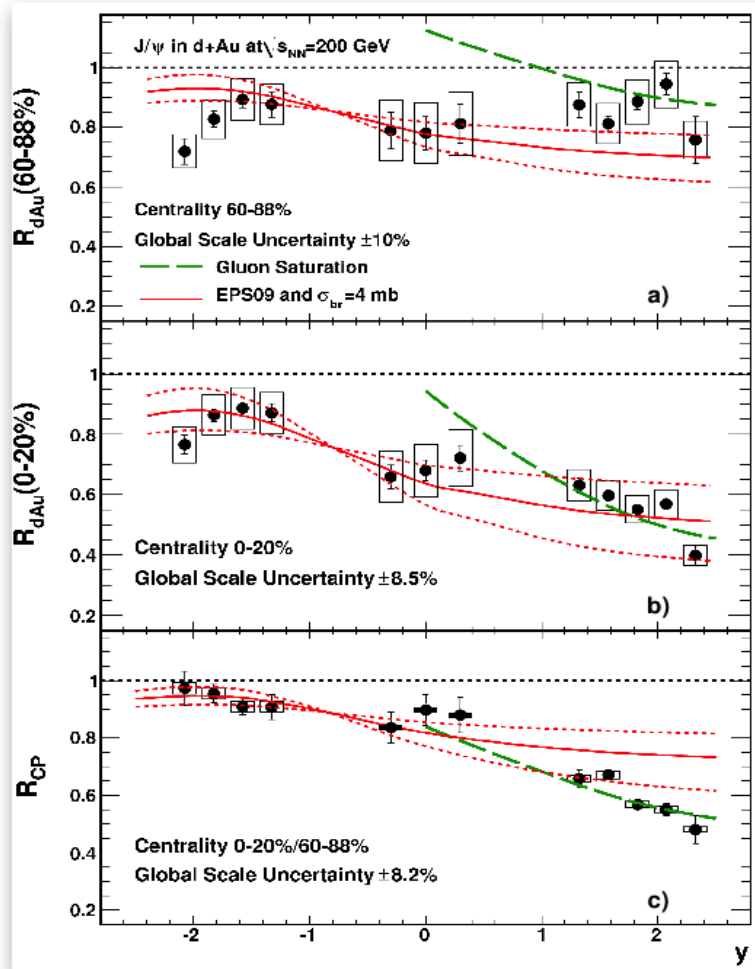 J/ψ in d+Au at√s_NN=200 GeV
R_dAu(60-88%)
1
0.8
0.6
0.4
0.2
Centrality 60-88%
Global Scale Uncertainty ±10%
Gluon Saturation
EPS09 and σ_br=4 mb
a)
R_dAu(0-20%)
1
0.8
0.6
0.4
0.2
Centrality 0-20%
Global Scale Uncertainty ±8.5%
b)
R_CP
1
0.8
0.6
0.4
0.2
0
Centrality 0-20%/60-88%
Global Scale Uncertainty ±8.2%
c)
-2 -1 0 1 2
y